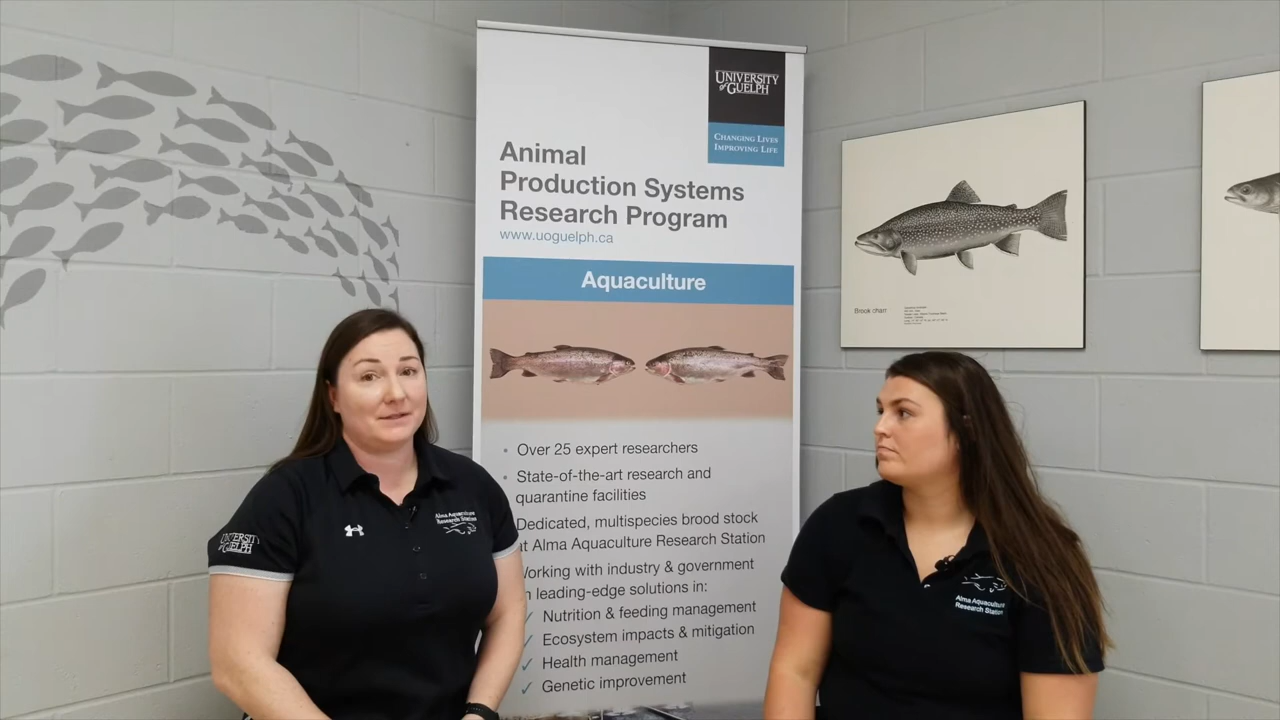 UNIVERSITY
of GUELPH
CHANGING LIVES
IMPROVING LIFE
Animal
Production Systems
Research Program
www.uoguelph.ca
Aquaculture
• Over 25 expert researchers
• State-of-the-art research and
quarantine facilities
Dedicated, multispecies brood stock
at Alma Aquaculture Research Station
Working with industry & government
in leading-edge solutions in:
✓ Nutrition & feeding management
✓ Ecosystem impacts & mitigation
✓ Health management
✓ Genetic improvement
Brook charr
UNIVERSITY
of GUELPH
Alma Aquaculture
Research Station
Alma Aquaculture
Research Station